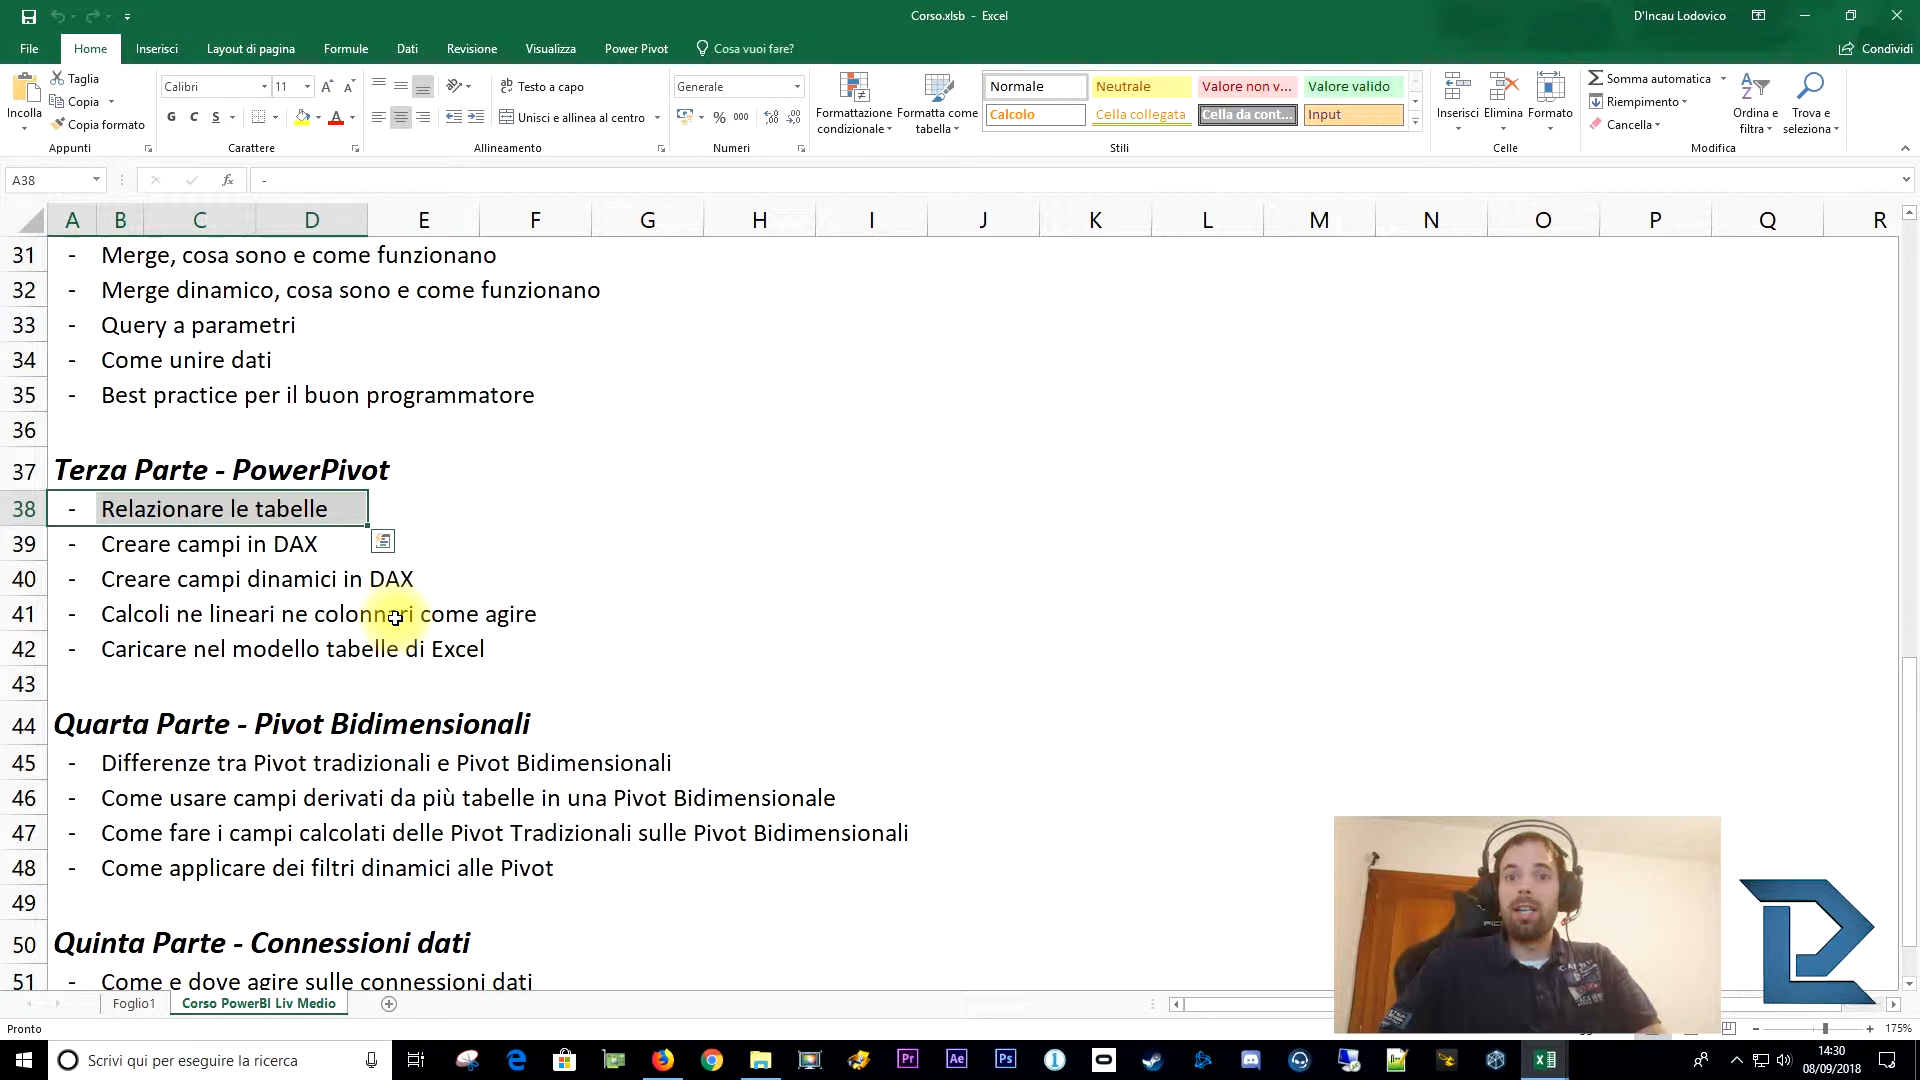 Corso.xlsb - Excel
D'Incau Lodovico
File Home Inserisci Layout di pagina Formule Dati Revisione Visualizza Power Pivot Cosa vuoi fare? Condividi
Incolla
Taglia
Copia
Copia formato
Appunti
Calibri 11
G C S
Carattere
Testo a capo
Unisci e allinea al centro
Allineamento
Generale
% 000
Numeri
Formattazione condizionale
Formatta come tabella
Normale Neutrale Valore non v... Valore valido
Calcolo Cella collegata Cella da cont... Input
Stili
Inserisci Elimina Formato
Celle
Somma automatica
Riempimento
Cancella
Ordina e filtra
Trova e seleziona
Modifica
A38 fx -
A B C D E F G H I J K L M N O P Q R
31 - Merge, cosa sono e come funzionano
32 - Merge dinamico, cosa sono e come funzionano
33 - Query a parametri
34 - Come unire dati
35 - Best practice per il buon programmatore
36
37 Terza Parte - PowerPivot
38 - Relazionare le tabelle
39 - Creare campi in DAX
40 - Creare campi dinamici in DAX
41 - Calcoli ne lineari ne colonnari come agire
42 - Caricare nel modello tabelle di Excel
43
44 Quarta Parte - Pivot Bidimensionali
45 - Differenze tra Pivot tradizionali e Pivot Bidimensionali
46 - Come usare campi derivati da più tabelle in una Pivot Bidimensionale
47 - Come fare i campi calcolati delle Pivot Tradizionali sulle Pivot Bidimensionali
48 - Come applicare dei filtri dinamici alle Pivot
49
50 Quinta Parte - Connessioni dati
51 - Come e dove agire sulle connessioni dati
Foglio1 Corso PowerBI Liv Medio
Pronto
175%
Scrivi qui per eseguire la ricerca
Pr Ae Ps
14:30
08/09/2018